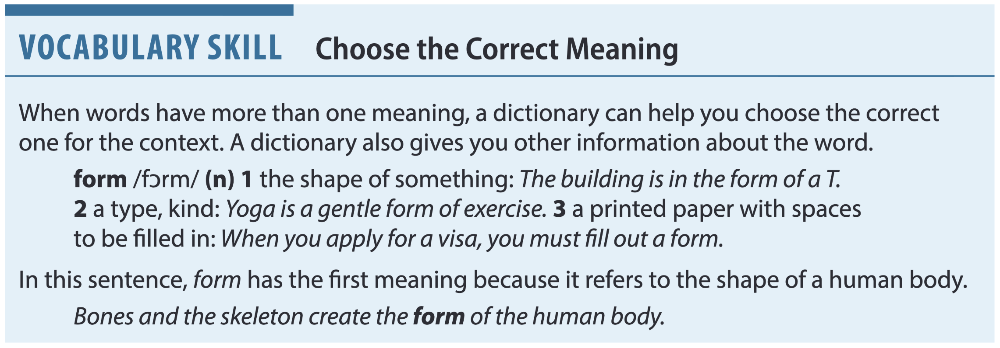 VOCABULARY SKILL Choose the Correct Meaning
When words have more than one meaning, a dictionary can help you choose the correct
one for the context. A dictionary also gives you other information about the word.
form /fɔrm/ (n) 1 the shape of something: The building is in the form of a T.
2 a type, kind: Yoga is a gentle form of exercise. 3 a printed paper with spaces
to be filled in: When you apply for a visa, you must fill out a form.
In this sentence, form has the first meaning because it refers to the shape of a human body.
Bones and the skeleton create the form of the human body.